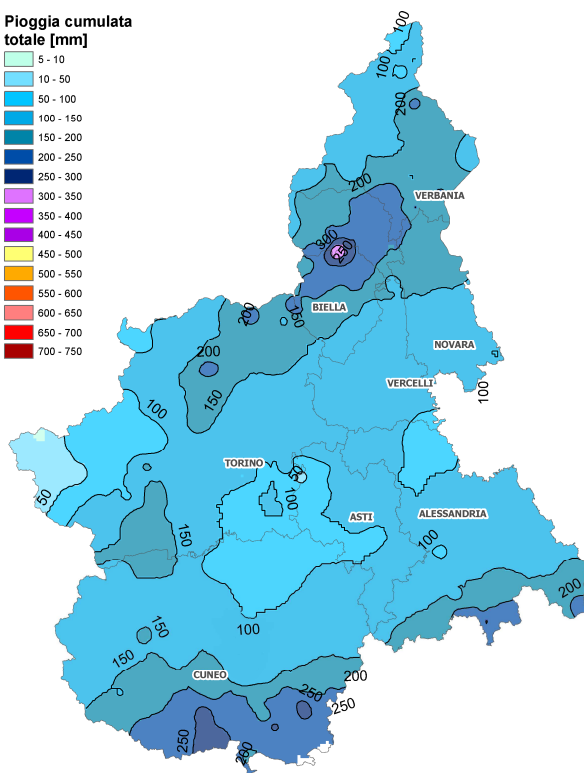 Pioggia cumulata
totale [mm]
5 - 10
10 - 50
50 - 100
100 - 150
150 - 200
200 - 250
250 - 300
300 - 350
350 - 400
400 - 450
450 - 500
500 - 550
550 - 600
600 - 650
650 - 700
700 - 750
100
100
200
200
VERBANIA
300
250
200
150
BIELLA
NOVARA
200
VERCELLI
100
150
100
TORINO
50
50
100
ASTI
ALESSANDRIA
150
100
200
150
100
150
CUNEO
200
250
250
250
200